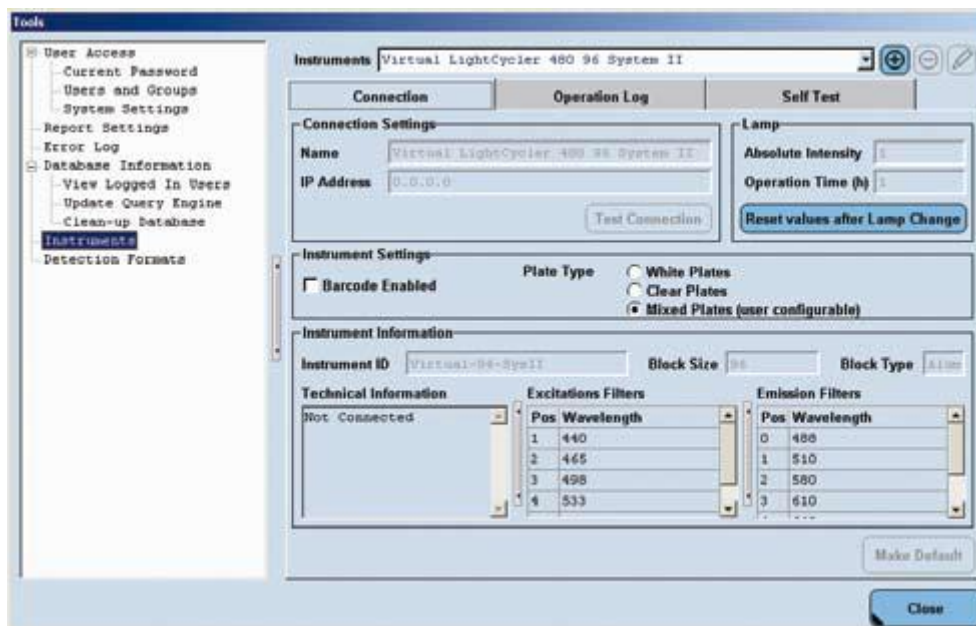 Tools
User Access
Current Password
Users and Groups
System Settings
Report Settings
Error Log
Database Information
View Logged In Users
Update Query Engine
Clean-up Database
Instruments
Detection Formats
Instruments Virtual LightCycler 480 96 System II
Connection Operation Log Self Test
Connection Settings
Name Virtual LightCycler 480 96 System II
IP Address 0.0.0.0
Test Connection
Lamp
Absolute Intensity 1
Operation Time (h) 1
Reset values after Lamp Change
Instrument Settings
Barcode Enabled
Plate Type
White Plates
Clear Plates
Mixed Plates (user configurable)
Instrument Information
Instrument ID Virtual-96-SysII Block Size 96 Block Type Alum
Technical Information
Not Connected
Excitations Filters
Pos Wavelength
1 440
2 465
3 498
4 533
Emission Filters
Pos Wavelength
0 488
1 510
2 580
3 610
Make Default
Close